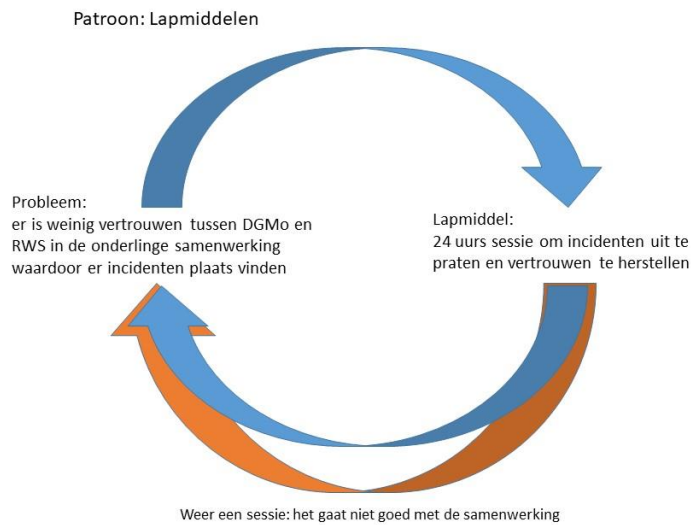 Patroon: Lapmiddelen
Probleem:
er is weinig vertrouwen tussen DGMo en
RWS in de onderlinge samenwerking
waardoor er incidenten plaats vinden
Lapmiddel:
24 uurs sessie om incidenten uit te
praten en vertrouwen te herstellen
Weer een sessie: het gaat niet goed met de samenwerking